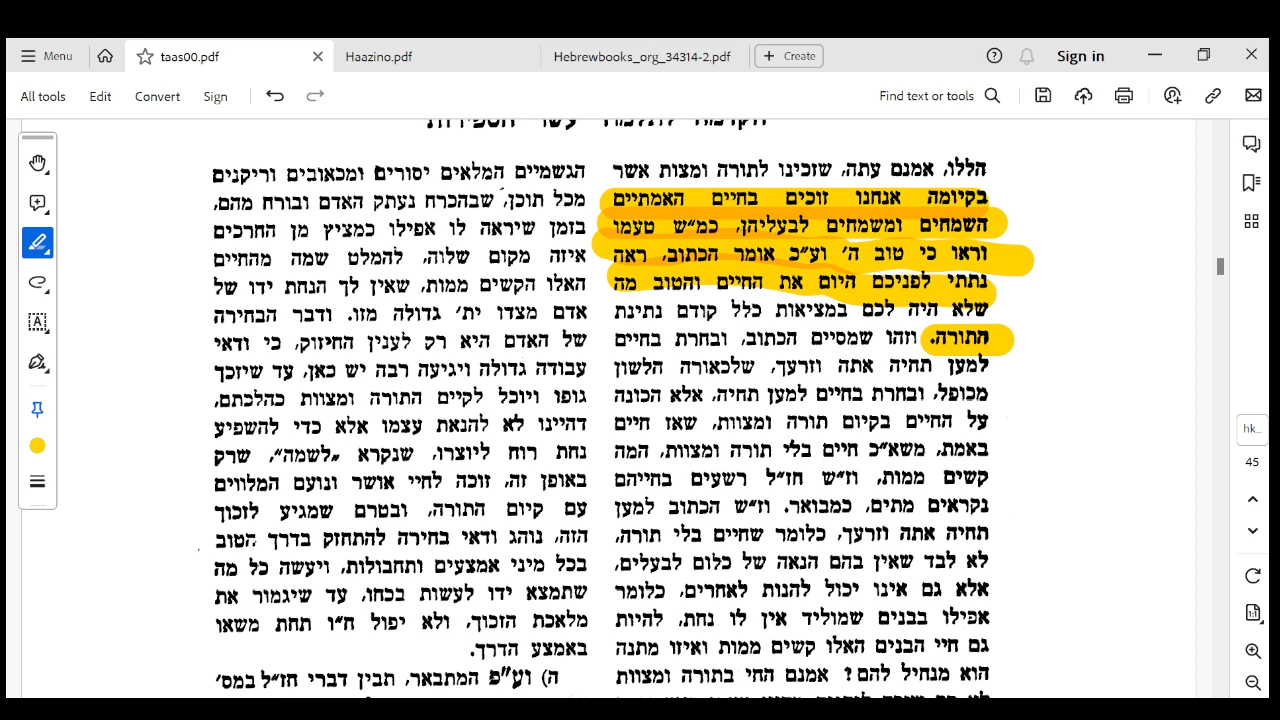 Menu
taas00.pdf
Haazino.pdf
Hebrewbooks_org_34314-2.pdf
Create
Sign in
All tools
Edit
Convert
Sign
Find text or tools
הקדמה לתלמוד עשר הספירות
הללו, אמנם עתה, שזכינו לתורה ומצות אשר
בקיומה אנחנו זוכים בחיים האמתיים
השמחים ומשמחים לבעליהן, כמ״ש טעמו
וראו כי טוב ה׳ וע״כ אומר הכתוב, ראה
נתתי לפניכם היום את החיים והטוב מה
שלא היה לכם במציאות כלל קודם נתינת
התורה. וזהו שמסיים הכתוב, ובחרת בחיים
למען תחיה אתה וזרעך, שלכאורה הלשון
מכופל, ובחרת בחיים למען תחיה, אלא הכונה
על החיים בקיום תורה ומצוות, שאז חיים
באמת, משא״כ חיים בלי תורה ומצוות, המה
קשים ממות, וז״ש חז״ל רשעים בחייהם
נקראים מתים, כמבואר. וז״ש הכתוב למען
תחיה אתה וזרעך, כלומר שחיים בלי תורה,
לא לבד שאין בהם הנאה של כלום לבעלים,
אלא גם אינו יכול להנות לאחרים, כלומר
אפילו בבנים שמוליד אין לו נחת, להיות
גם חיי הבנים האלו קשים ממות ואיזו מתנה
הוא מנחיל להם? אמנם החי בתורה ומצוות
הגשמיים המלאים יסורים ומכאובים וריקנים
מכל תוכן, שבהכרח נעתק האדם ובורח מהם,
בזמן שיראה לו אפילו כמציץ מן החרכים
איזה מקום שלוה, להמלט שמה מהחיים
האלו הקשים ממות, שאין לך הנחת ידו של
אדם מצדו ית׳ גדולה מזו. ודבר הבחירה
של האדם היא רק לענין החיזוק, כי ודאי
עבודה גדולה ויגיעה רבה יש כאן, עד שיזכך
גופו ויוכל לקיים התורה ומצוות כהלכתם,
דהיינו לא להנאת עצמו אלא כדי להשפיע
נחת רוח ליוצרו, שנקרא „לשמה״, שרק
באופן זה, זוכה לחיי אושר ונועם המלווים
עם קיום התורה, ובטרם שמגיע לזכוך
הזה, נוהג ודאי בחירה להתחזק בדרך הטוב
בכל מיני אמצעים ותחבולות, ויעשה כל מה
שתמצא ידו לעשות בכחו, עד שיגמור את
מלאכת הזכוך, ולא יפול ח״ו תחת משאו
באמצע הדרך.
ה) וע״פ המתבאר, תבין דברי חז״ל במס׳
hk...
45